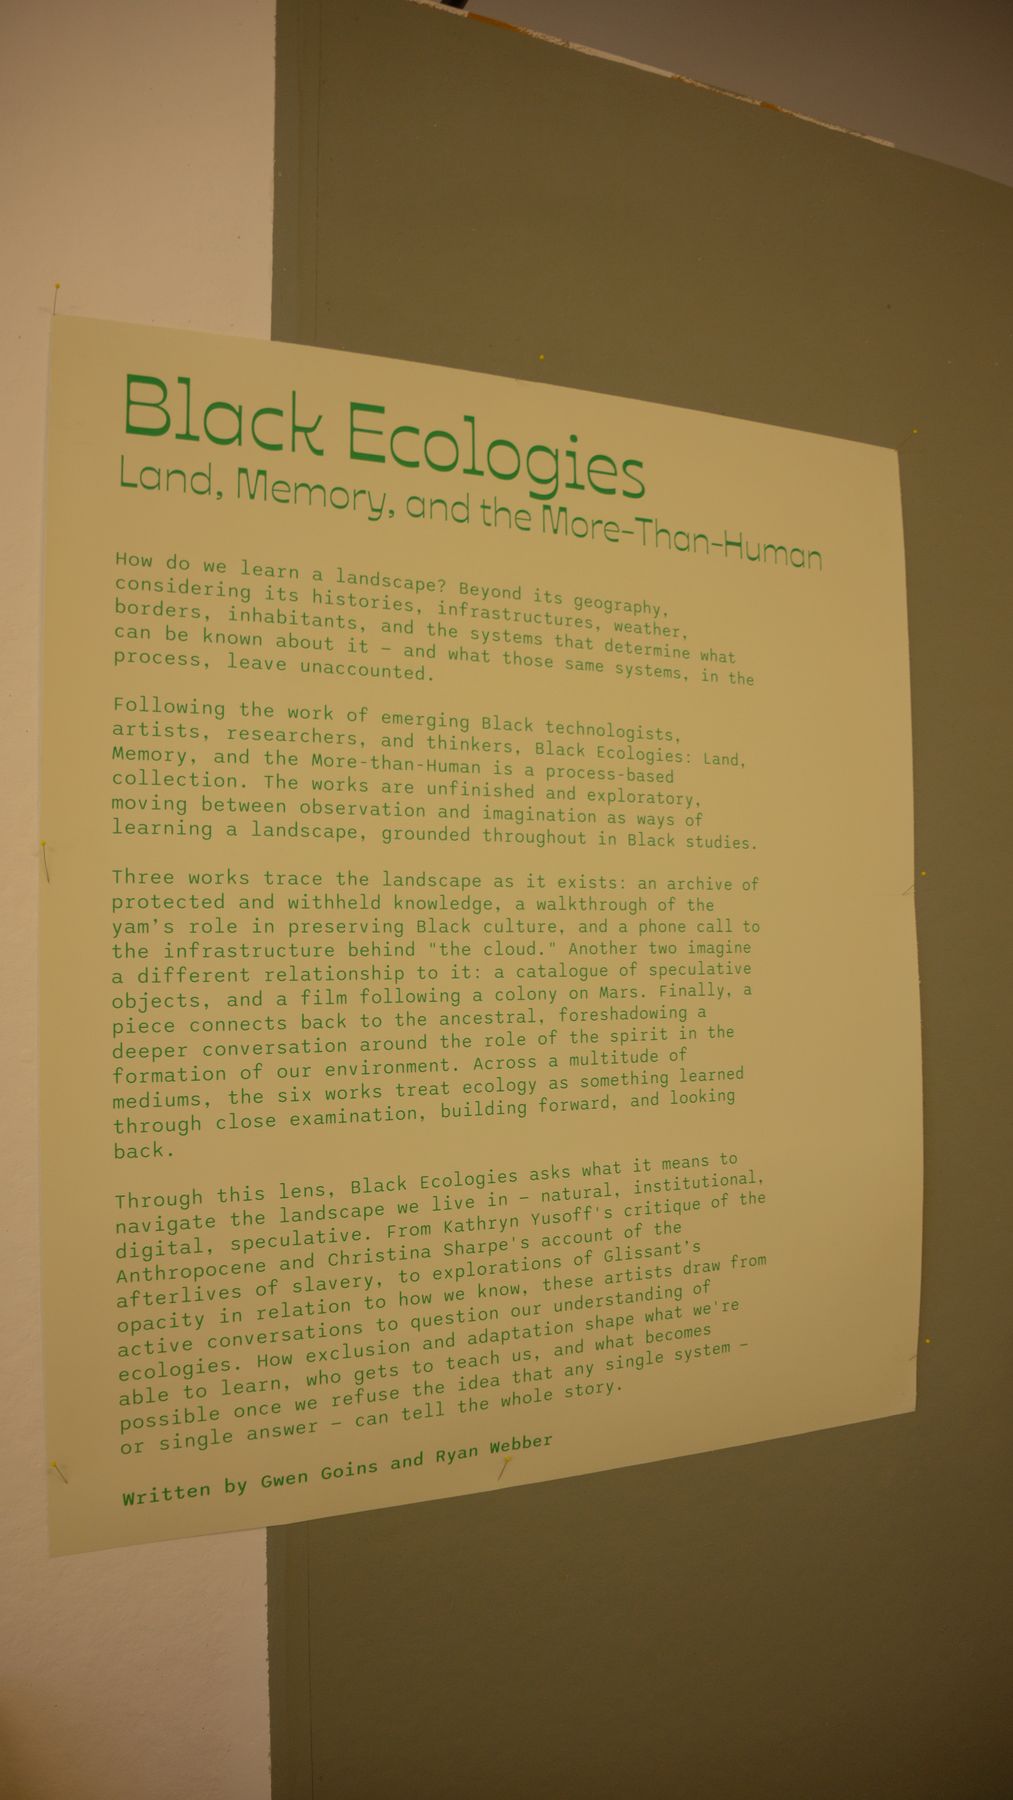 Black Ecologies
Land, Memory, and the More-Than-Human
How do we learn a landscape? Beyond its geography,
considering its histories, infrastructures, weather,
borders, inhabitants, and the systems that determine what
can be known about it — and what those same systems, in the
process, leave unaccounted.
Following the work of emerging Black technologists,
artists, researchers, and thinkers, Black Ecologies: Land,
Memory, and the More-than-Human is a process-based
collection. The works are unfinished and exploratory,
moving between observation and imagination as ways of
learning a landscape, grounded throughout in Black studies.
Three works trace the landscape as it exists: an archive of
protected and withheld knowledge, a walkthrough of the
yam’s role in preserving Black culture, and a phone call to
the infrastructure behind "the cloud." Another two imagine
a different relationship to it: a catalogue of speculative
objects, and a film following a colony on Mars. Finally, a
piece connects back to the ancestral, foreshadowing a
deeper conversation around the role of the spirit in the
formation of our environment. Across a multitude of
mediums, the six works treat ecology as something learned
through close examination, building forward, and looking
back.
Through this lens, Black Ecologies asks what it means to
navigate the landscape we live in — natural, institutional,
digital, speculative. From Kathryn Yusoff's critique of the
Anthropocene and Christina Sharpe's account of the
afterlives of slavery, to explorations of Glissant’s
opacity in relation to how we know, these artists draw from
active conversations to question our understanding of
ecologies. How exclusion and adaptation shape what we're
able to learn, who gets to teach us, and what becomes
possible once we refuse the idea that any single system —
or single answer — can tell the whole story.
Written by Gwen Goins and Ryan Webber